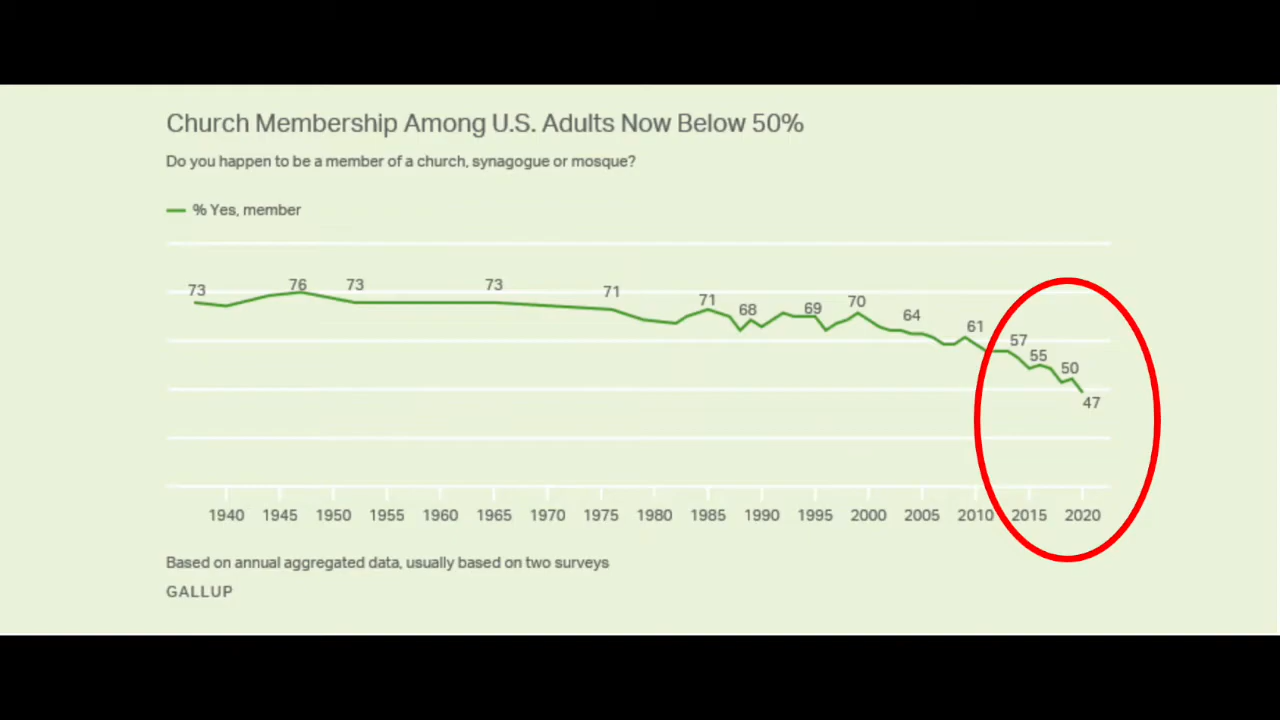 Church Membership Among U.S. Adults Now Below 50%
Do you happen to be a member of a church, synagogue or mosque?
% Yes, member
73 76 73 73 71 71 68 69 70 64 61 57 55 50 47
1940 1945 1950 1955 1960 1965 1970 1975 1980 1985 1990 1995 2000 2005 2010 2015 2020
Based on annual aggregated data, usually based on two surveys
GALLUP